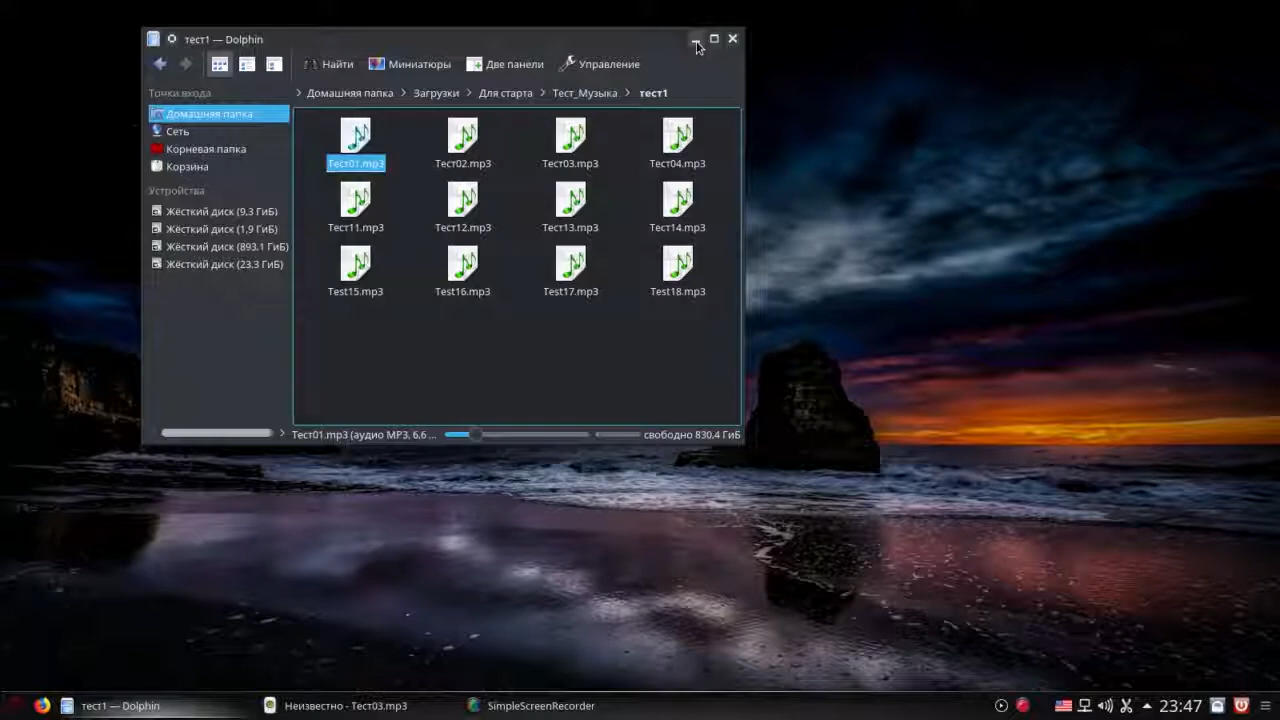 тест1 — Dolphin
Найти Миниатюры Две панели Управление
Точки входа
Домашняя папка
Сеть
Корневая папка
Корзина
Устройства
Жёсткий диск (9,3 ГиБ)
Жёсткий диск (1,9 ГиБ)
Жёсткий диск (893,1 ГиБ)
Жёсткий диск (23,3 ГиБ)
Домашняя папка Загрузки Для старта Тест_Музыка тест1
Тест01.mp3 Тест02.mp3 Тест03.mp3 Тест04.mp3
Тест11.mp3 Тест12.mp3 Тест13.mp3 Тест14.mp3
Test15.mp3 Test16.mp3 Test17.mp3 Test18.mp3
Тест01.mp3 (аудио MP3, 6,6 ... свободно 830,4 ГиБ
тест1 — Dolphin Неизвестно - Тест03.mp3 SimpleScreenRecorder 23:47